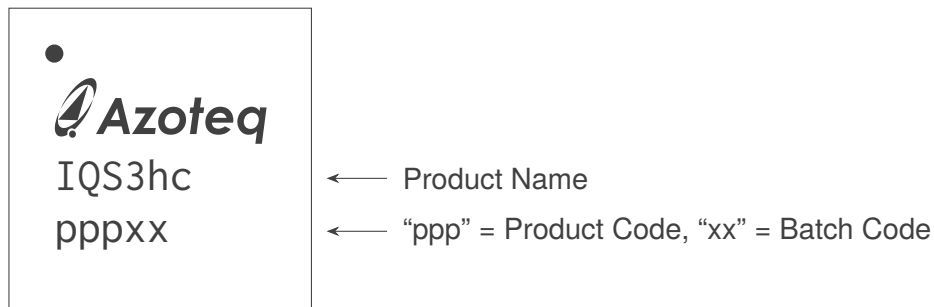 Azoteq
IQS3hc
Product Name
pppxx
“ppp” = Product Code, “xx” = Batch Code